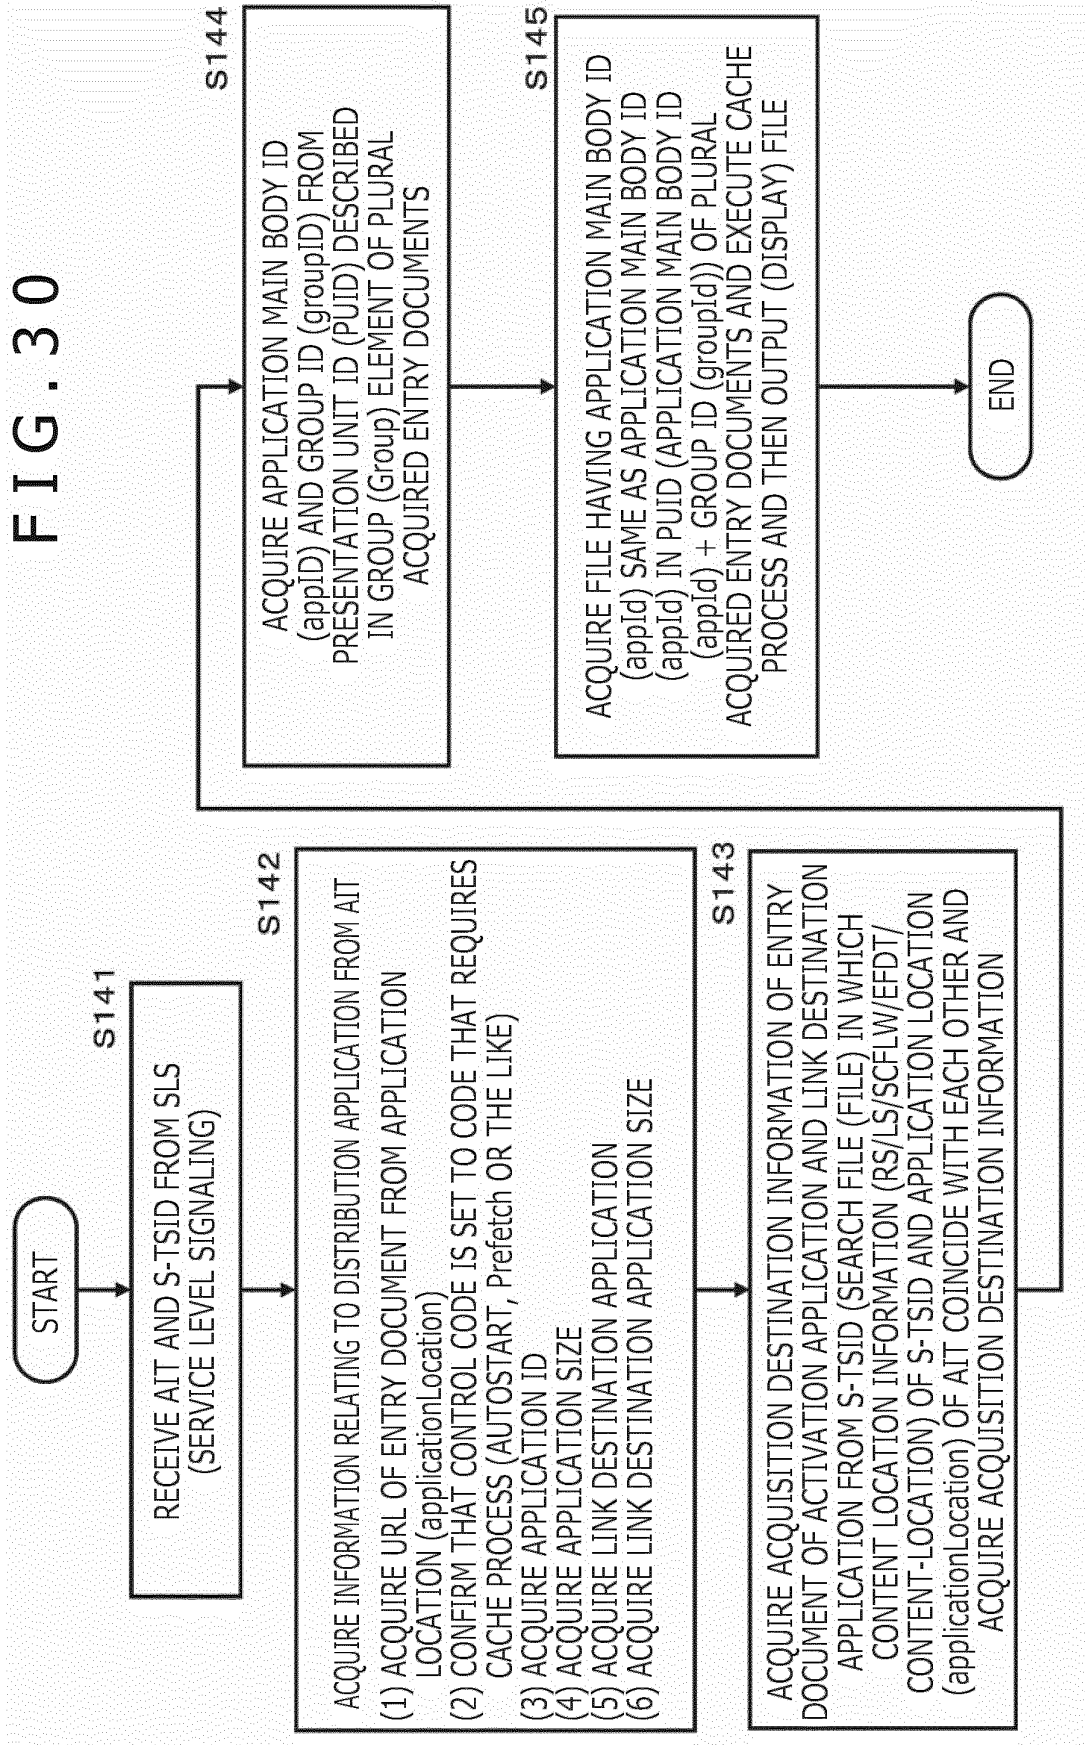 FIG.30
START
S141
RECEIVE AIT AND S-TSID FROM SLS
(SERVICE LEVEL SIGNALING)
S142
ACQUIRE INFORMATION RELATING TO DISTRIBUTION APPLICATION FROM AIT
(1) ACQUIRE URL OF ENTRY DOCUMENT FROM APPLICATION
LOCATION (applicationLocation)
(2) CONFIRM THAT CONTROL CODE IS SET TO CODE THAT REQUIRES
CACHE PROCESS (AUTOSTART, Prefetch OR THE LIKE)
(3) ACQUIRE APPLICATION ID
(4) ACQUIRE APPLICATION SIZE
(5) ACQUIRE LINK DESTINATION APPLICATION
(6) ACQUIRE LINK DESTINATION APPLICATION SIZE
S143
ACQUIRE ACQUISITION DESTINATION INFORMATION OF ENTRY
DOCUMENT OF ACTIVATION APPLICATION AND LINK DESTINATION
APPLICATION FROM S-TSID (SEARCH FILE (FILE) IN WHICH
CONTENT LOCATION INFORMATION (RS/LS/SCFLW/EFDT/
CONTENT-LOCATION) OF S-TSID AND APPLICATION LOCATION
(applicationLocation) OF AIT COINCIDE WITH EACH OTHER AND
ACQUIRE ACQUISITION DESTINATION INFORMATION
S144
ACQUIRE APPLICATION MAIN BODY ID
(appID) AND GROUP ID (groupID) FROM
PRESENTATION UNIT ID (PUID) DESCRIBED
IN GROUP (Group) ELEMENT OF PLURAL
ACQUIRED ENTRY DOCUMENTS
S145
ACQUIRE FILE HAVING APPLICATION MAIN BODY ID
(appId) SAME AS APPLICATION MAIN BODY ID
(appId) IN PUID (APPLICATION MAIN BODY ID
(appId) + GROUP ID (groupId)) OF PLURAL
ACQUIRED ENTRY DOCUMENTS AND EXECUTE CACHE
PROCESS AND THEN OUTPUT (DISPLAY) FILE
END